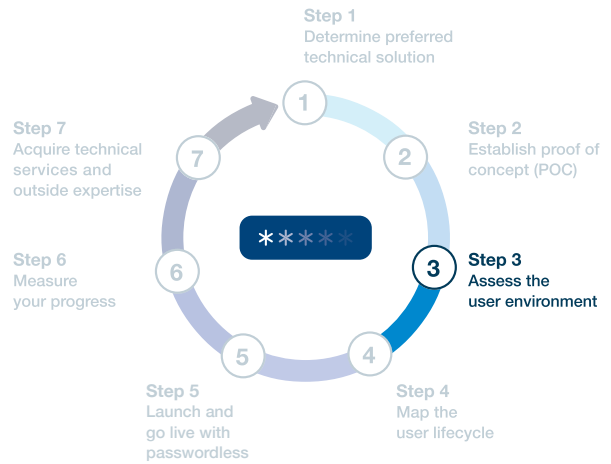 Step 1
Determine preferred
technical solution
1
Step 2
Establish proof of
concept (POC)
2
Step 3
Assess the
user environment
3
Step 4
Map the
user lifecycle
4
Step 5
Launch and
go live with
passwordless
5
Step 6
Measure
your progress
6
Step 7
Acquire technical
services and
outside expertise
7
*****